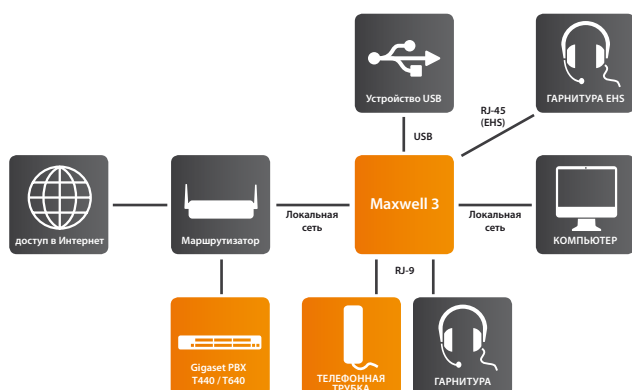 Устройство USB
ГАРНИТУРА EHS
RJ-45
(EHS)
USB
доступ в Интернет
Маршрутизатор
Локальная
сеть
Maxwell 3
Локальная
сеть
КОМПЬЮТЕР
RJ-9
Gigaset PBX
T440 / T640
ТЕЛЕФОННАЯ
ТРУБКА
ГАРНИТУРА